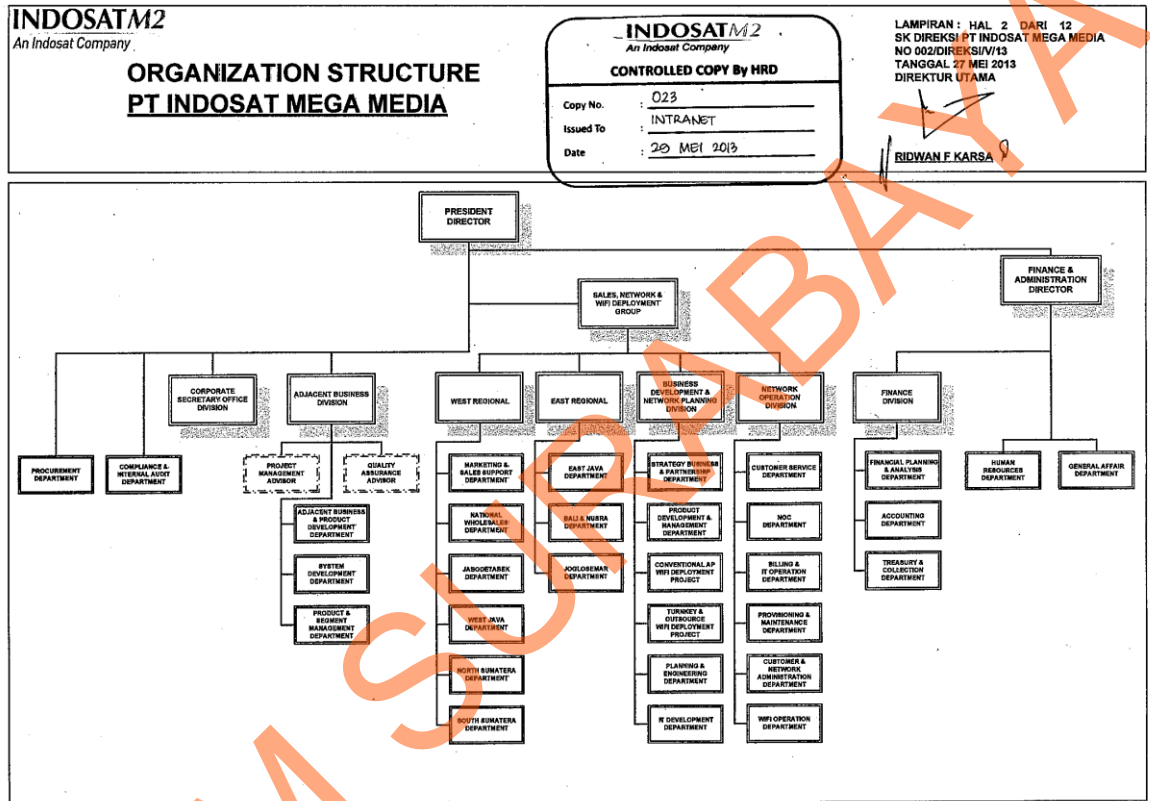 INDOSATM2
An Indosat Company
ORGANIZATION STRUCTURE
PT INDOSAT MEGA MEDIA
INDOSATM2
An Indosat Company
CONTROLLED COPY By HRD
Copy No. : 023
Issued To : INTRANET
Date : 29 MEI 2013
LAMPIRAN : HAL 2 DARI 12
SK DIREKSI PT INDOSAT MEGA MEDIA
NO 002/DIREKSI/V/13
TANGGAL 27 MEI 2013
DIREKTUR UTAMA
RIDWAN F KARSA
PRESIDENT
DIRECTOR
FINANCE &
ADMINISTRATION
DIRECTOR
SALES, NETWORK &
WIFI DEPLOYMENT
GROUP
CORPORATE
SECRETARY OFFICE
DIVISION
ADJACENT BUSINESS
DIVISION
WEST REGIONAL
EAST REGIONAL
BUSINESS
DEVELOPMENT &
NETWORK PLANNING
DIVISION
NETWORK
OPERATION
DIVISION
FINANCE
DIVISION
PROCUREMENT
DEPARTMENT
COMPLIANCE &
INTERNAL AUDIT
DEPARTMENT
PROJECT
MANAGEMENT
ADVISOR
QUALITY
ASSURANCE
ADVISOR
ADJACENT BUSINESS
& PRODUCT
DEVELOPMENT
DEPARTMENT
SYSTEM
DEVELOPMENT
DEPARTMENT
PRODUCT &
SEGMENT
MANAGEMENT
DEPARTMENT
MARKETING &
SALES SUPPORT
DEPARTMENT
NATIONAL
WHOLESALES
DEPARTMENT
JABODETABEK
DEPARTMENT
WEST JAVA
DEPARTMENT
NORTH SUMATERA
DEPARTMENT
SOUTH SUMATERA
DEPARTMENT
EAST JAVA
DEPARTMENT
BALI & NUSRA
DEPARTMENT
JOGLOSEMAR
DEPARTMENT
STRATEGY BUSINESS
& PARTNERSHIP
DEPARTMENT
PRODUCT
DEVELOPMENT &
MANAGEMENT
DEPARTMENT
CONVENTIONAL AP
WIFI DEPLOYMENT
PROJECT
TURNKEY &
OUTSOURCE
WIFI DEPLOYMENT
PROJECT
PLANNING &
ENGINEERING
DEPARTMENT
IT DEVELOPMENT
DEPARTMENT
CUSTOMER SERVICE
DEPARTMENT
NOC
DEPARTMENT
BILLING &
IT OPERATION
DEPARTMENT
PROVISIONING &
MAINTENANCE
DEPARTMENT
CUSTOMER &
NETWORK
ADMINISTRATION
DEPARTMENT
WIFI OPERATION
DEPARTMENT
FINANCIAL PLANNING
& ANALYSIS
DEPARTMENT
ACCOUNTING
DEPARTMENT
TREASURY &
COLLECTION
DEPARTMENT
HUMAN
RESOURCES
DEPARTMENT
GENERAL AFFAIR
DEPARTMENT
M SURABAYA